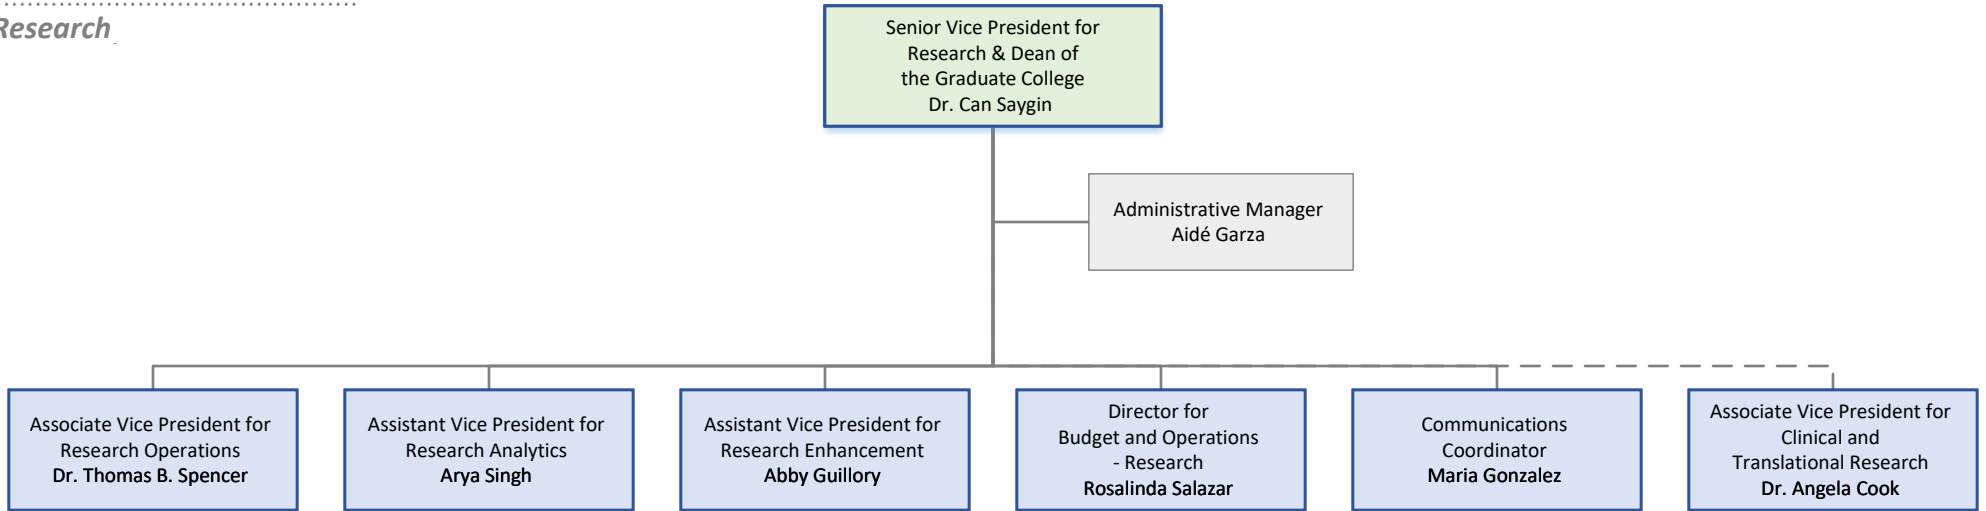 Research
Senior Vice President for
Research & Dean of
the Graduate College
Dr. Can Saygin
Administrative Manager
Aidé Garza
Associate Vice President for
Research Operations
Dr. Thomas B. Spencer
Assistant Vice President for
Research Analytics
Arya Singh
Assistant Vice President for
Research Enhancement
Abby Guillory
Director for
Budget and Operations
- Research
Rosalinda Salazar
Communications
Coordinator
Maria Gonzalez
Associate Vice President for
Clinical and
Translational Research
Dr. Angela Cook